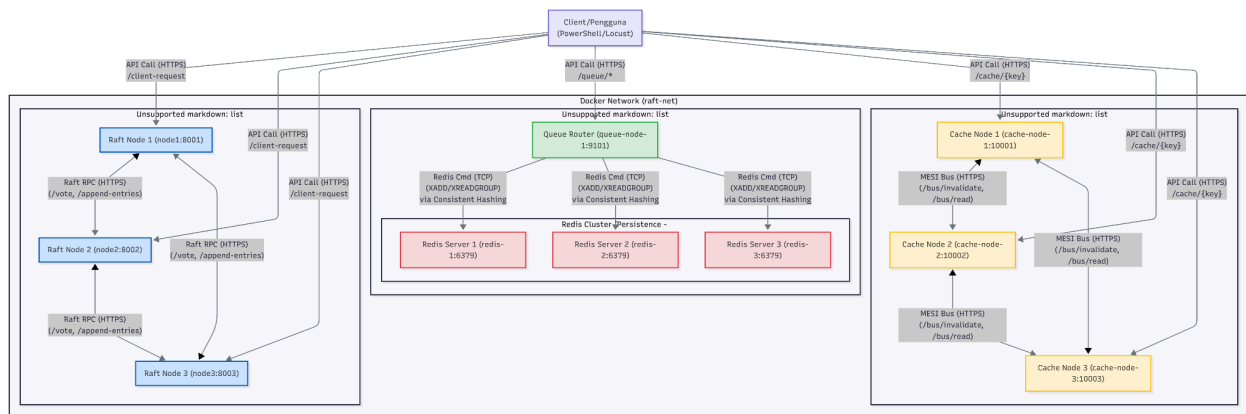 Client/Pengguna
(PowerShell/Locust)
API Call (HTTPS)
/client-request
API Call (HTTPS)
/queue/*
API Call (HTTPS)
/cache/{key}
Docker Network (raft-net)
Unsupported markdown: list
Raft Node 1 (node1:8001)
API Call (HTTPS)
/client-request
Raft RPC (HTTPS)
(/vote, /append-entries)
API Call (HTTPS)
/client-request
Raft Node 2 (node2:8002)
Raft RPC (HTTPS)
(/vote, /append-entries)
Raft RPC (HTTPS)
(/vote, /append-entries)
Raft Node 3 (node3:8003)
Unsupported markdown: list
Queue Router (queue-node-
1:9101)
Redis Cmd (TCP)
(XADD/XREADGROUP)
via Consistent Hashing
Redis Cmd (TCP)
(XADD/XREADGROUP)
via Consistent Hashing
Redis Cmd (TCP)
(XADD/XREADGROUP)
via Consistent Hashing
Redis Cluster (Persistence -
Redis Server 1 (redis-
1:6379)
Redis Server 2 (redis-
2:6379)
Redis Server 3 (redis-
3:6379)
Unsupported markdown: list
Cache Node 1 (cache-node-
1:10001)
API Call (HTTPS)
/cache/{key}
MESI Bus (HTTPS)
(/bus/invalidate,
/bus/read)
API Call (HTTPS)
/cache/{key}
Cache Node 2 (cache-node-
2:10002)
MESI Bus (HTTPS)
(/bus/invalidate,
/bus/read)
MESI Bus (HTTPS)
(/bus/invalidate,
/bus/read)
Cache Node 3 (cache-node-
3:10003)